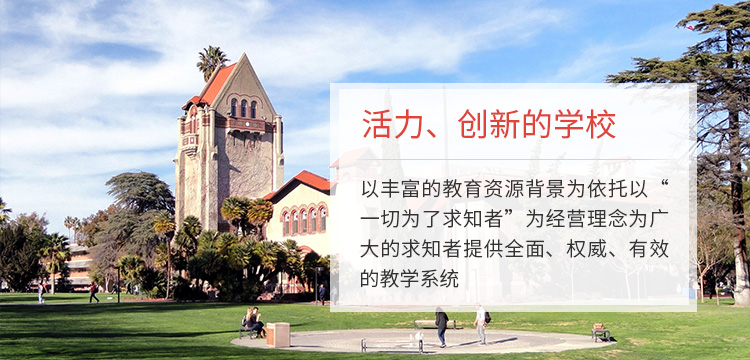 活力、创新的学校
以丰富的教育资源背景为依托以“
一切为了求知者”为经营理念为广
大的求知者提供全面、权威、有效
的教学系统